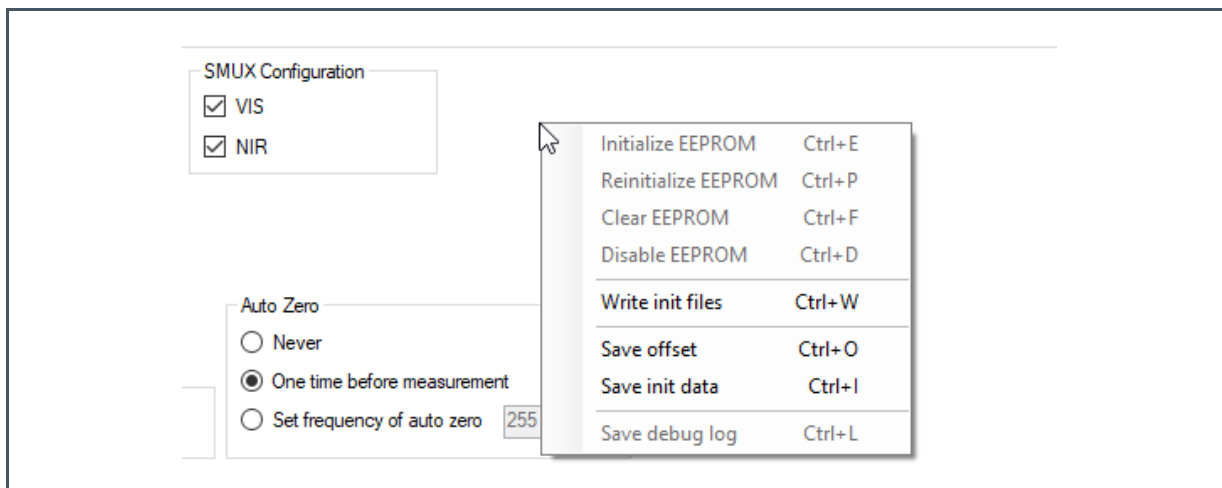 SMUX Configuration
VIS
NIR
Initialize EEPROM Ctrl+E
Reinitialize EEPROM Ctrl+P
Clear EEPROM Ctrl+F
Disable EEPROM Ctrl+D
Write init files Ctrl+W
Save offset Ctrl+O
Save init data Ctrl+I
Save debug log Ctrl+L
Auto Zero
Never
One time before measurement
Set frequency of auto zero 255